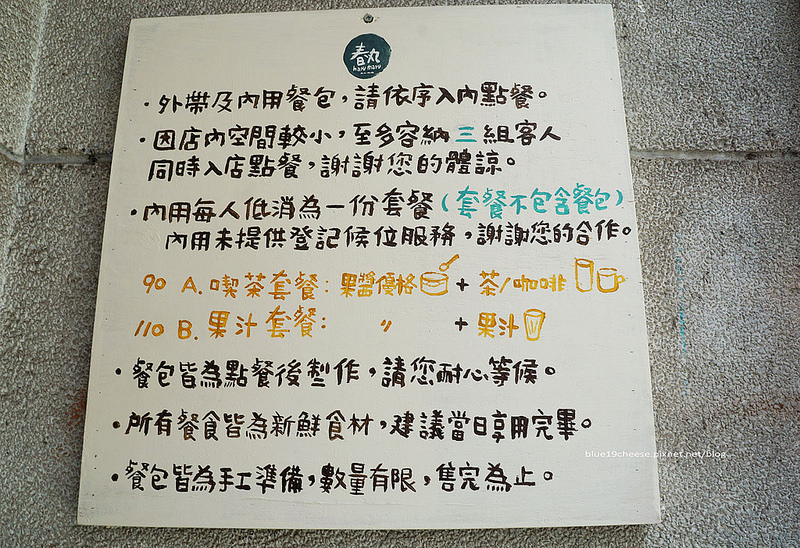 春丸
haru maru
·外帶及內用餐包,請依序入內點餐。
·因店內空間較小,至多容納三組客人
同時入店點餐,謝謝您的體諒。
·內用每人低消為一份套餐(套餐不包含餐包)
內用未提供登記候位服務,謝謝您的合作。
90 A. 喫茶套餐:果醬優格 + 茶/咖啡
110 B. 果汁套餐: 〃 + 果汁
·餐包皆為點餐後製作,請您耐心等候。
·所有餐食皆為新鮮食材,建議當日享用完畢。
blue19cheese.pixnet.net/blog
·餐包皆為手工準備,數量有限,售完為止。